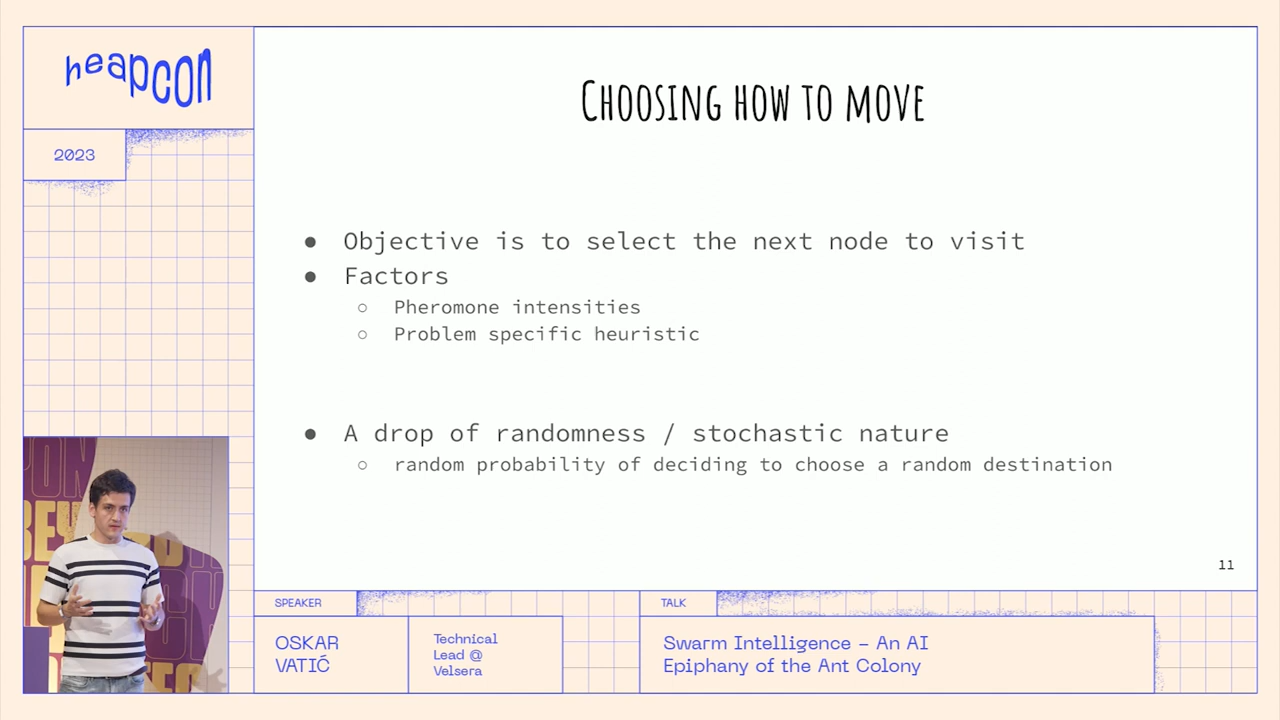 heapcon
2023
Choosing how to move
● Objective is to select the next node to visit
● Factors
○ Pheromone intensities
○ Problem specific heuristic
● A drop of randomness / stochastic nature
○ random probability of deciding to choose a random destination
11
SPEAKER
OSKAR
VATIĆ
Technical
Lead @
Velsera
TALK
Swarm Intelligence – An AI
Epiphany of the Ant Colony